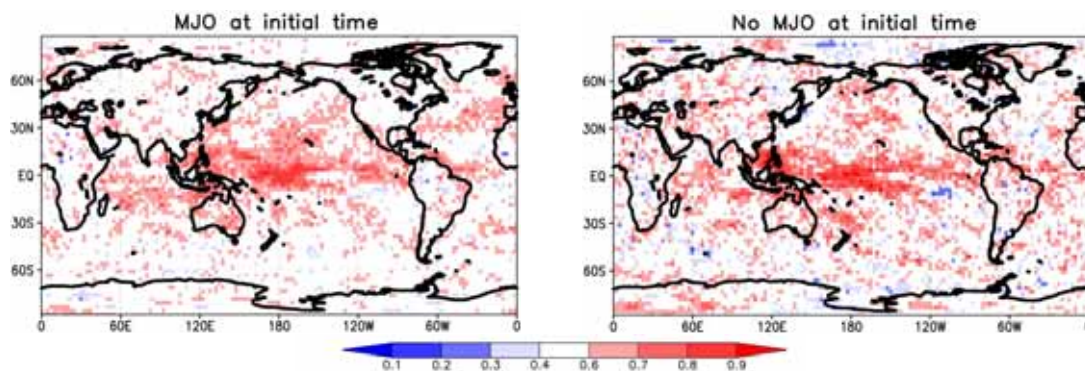 MJO at initial time
No MJO at initial time
60N
30N
EQ
30S
60S
0 60E 120E 180 120W 60W 0
60N
30N
EQ
30S
60S
0 60E 120E 180 120W 60W 0
0.1 0.2 0.3 0.4 0.6 0.7 0.8 0.9